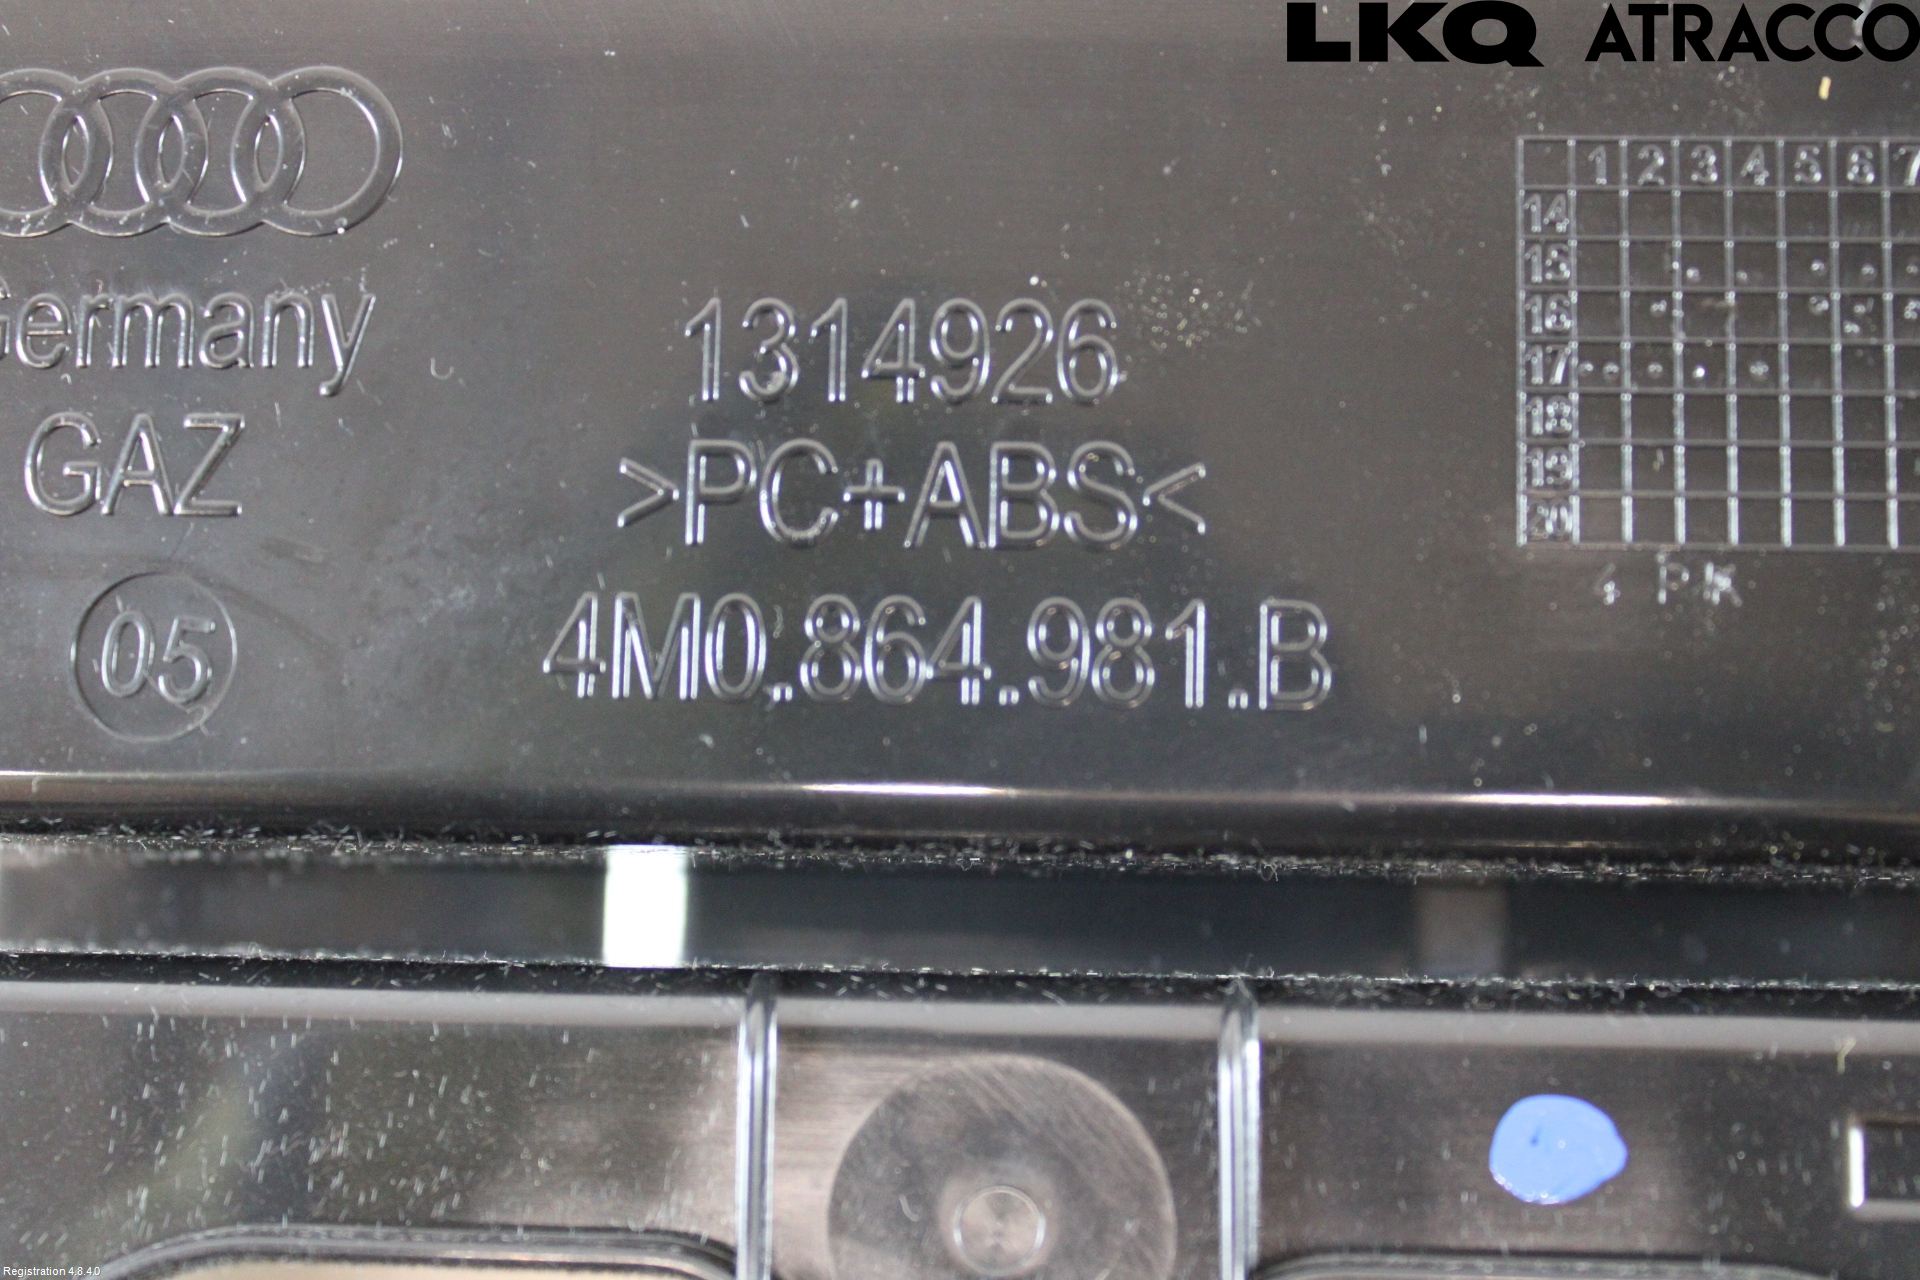 LKQ ATRACCO
Germany
GAZ
05
1314926
>PC+ABS<
4M0.864.981.B
1 2 3 4 5 6 7
14
15
16
17
18
19
20
Registration 4.8.4.0